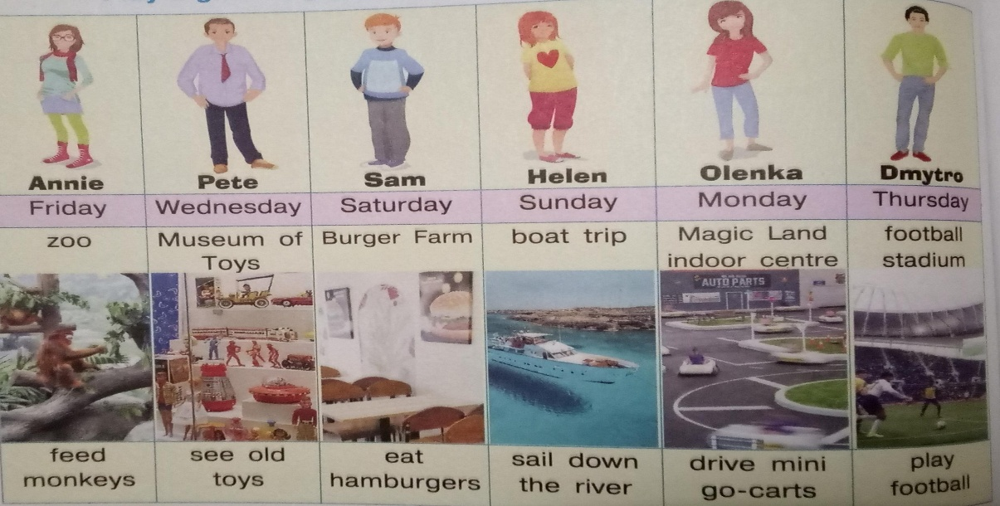 Annie Pete Sam Helen Olenka Dmytro
Friday Wednesday Saturday Sunday Monday Thursday
zoo
Museum of
Toys
Burger Farm
boat trip
Magic Land
indoor centre
football
stadium
AUTO PARTS
feed
monkeys
see old
toys
eat
hamburgers
sail down
the river
drive mini
go-carts
play
football